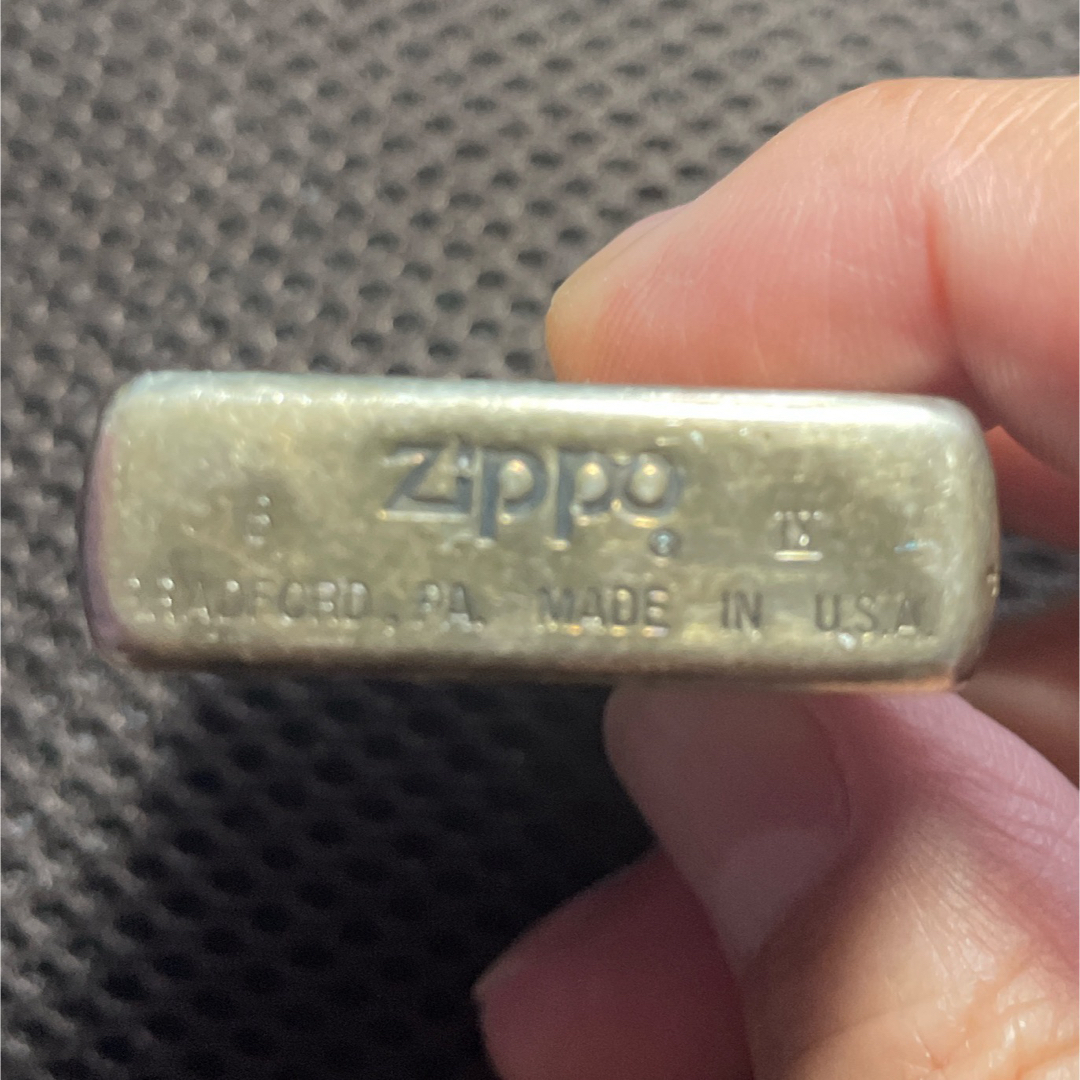 zippo®
IX
BRADFORD, PA. MADE IN U.S.A.